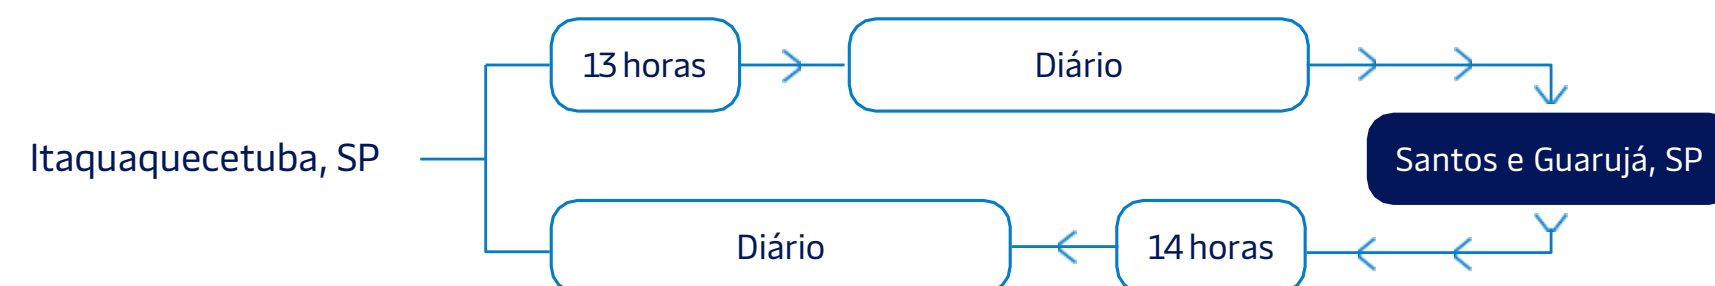 13 horas
Diário
Itaquaquecetuba, SP
Santos e Guarujá, SP
Diário
14 horas